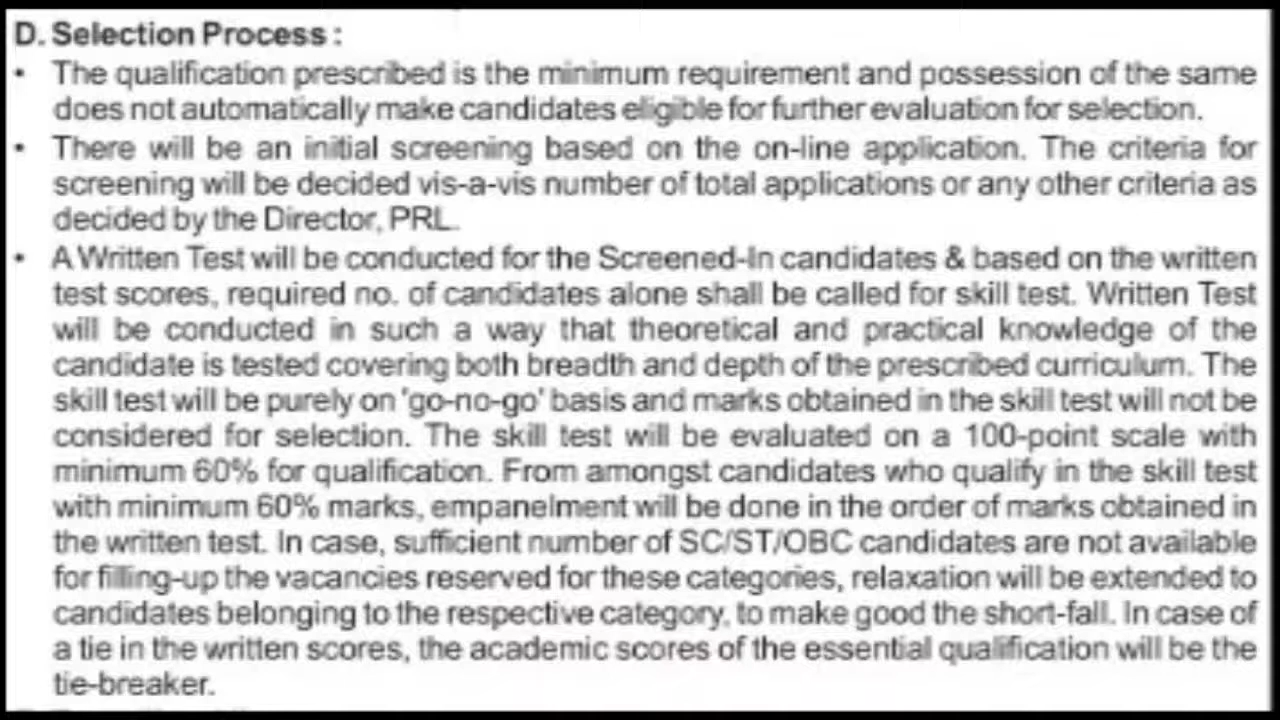 D. Selection Process :
• The qualification prescribed is the minimum requirement and possession of the same
does not automatically make candidates eligible for further evaluation for selection.
• There will be an initial screening based on the on-line application. The criteria for
screening will be decided vis-a-vis number of total applications or any other criteria as
decided by the Director, PRL.
• A Written Test will be conducted for the Screened-In candidates & based on the written
test scores, required no. of candidates alone shall be called for skill test. Written Test
will be conducted in such a way that theoretical and practical knowledge of the
candidate is tested covering both breadth and depth of the prescribed curriculum. The
skill test will be purely on 'go-no-go' basis and marks obtained in the skill test will not be
considered for selection. The skill test will be evaluated on a 100-point scale with
minimum 60% for qualification. From amongst candidates who qualify in the skill test
with minimum 60% marks, empanelment will be done in the order of marks obtained in
the written test. In case, sufficient number of SC/ST/OBC candidates are not available
for filling-up the vacancies reserved for these categories, relaxation will be extended to
candidates belonging to the respective category, to make good the short-fall. In case of
a tie in the written scores, the academic scores of the essential qualification will be the
tie-breaker.